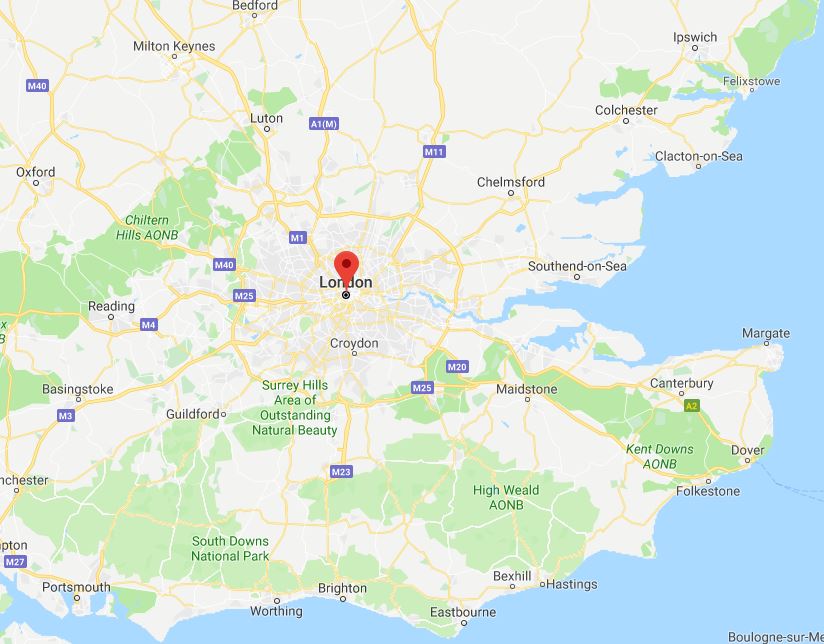 Bedford
Milton Keynes
Ipswich
M40
Felixstowe
Luton
A1(M)
Colchester
M11
Clacton-on-Sea
Oxford
Chelmsford
Chiltern
Hills AONB
M1
M40
Southend-on-Sea
London
M25
Reading
M4
Margate
Croydon
M20
Basingstoke
M25
Maidstone
Canterbury
Surrey Hills
Area of
Outstanding
Natural Beauty
M3
Guildford
A2
Kent Downs
AONB
Dover
M23
nchester
High Weald
AONB
Folkestone
South Downs
National Park
pton
M27
Portsmouth
Brighton
Bexhill
Hastings
Worthing
Eastbourne
Boulogne-sur-Me